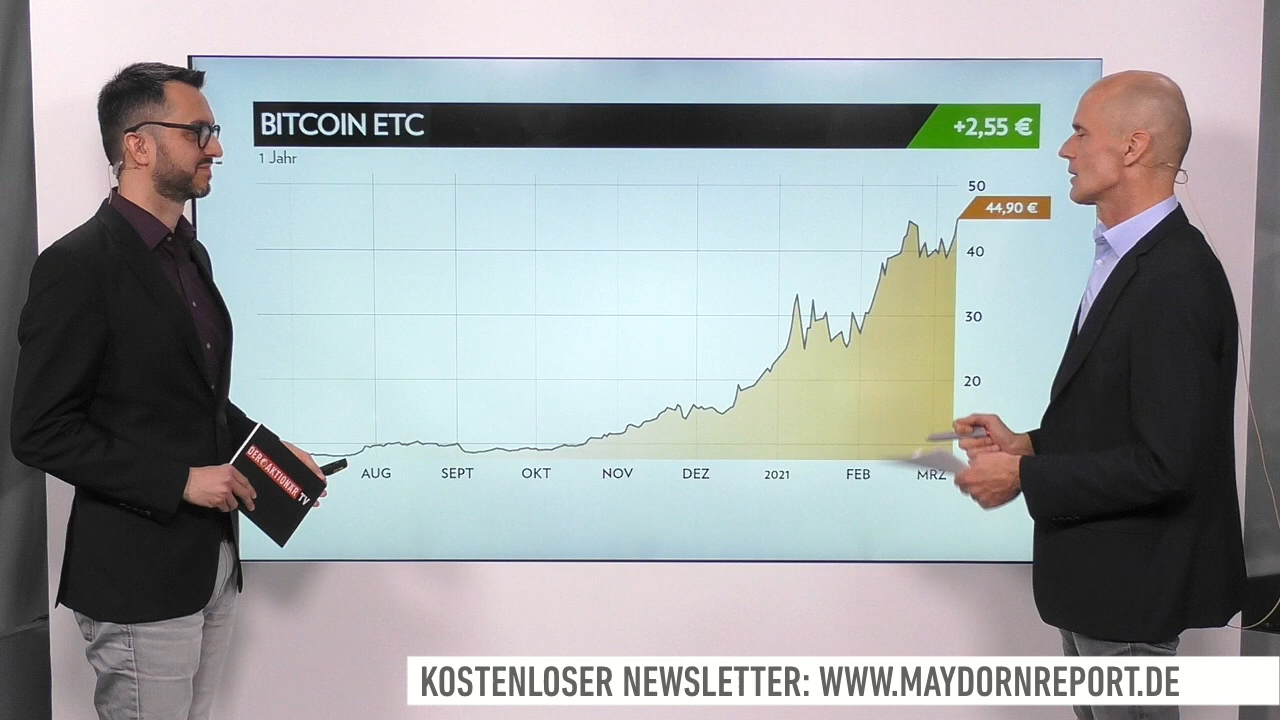 BITCOIN ETC
+2,55 €
1 Jahr
50
44,90 €
40
30
20
AUG SEPT OKT NOV DEZ 2021 FEB MRZ
DER AKTIONÄR TV
KOSTENLOSER NEWSLETTER: WWW.MAYDORNREPORT.DE